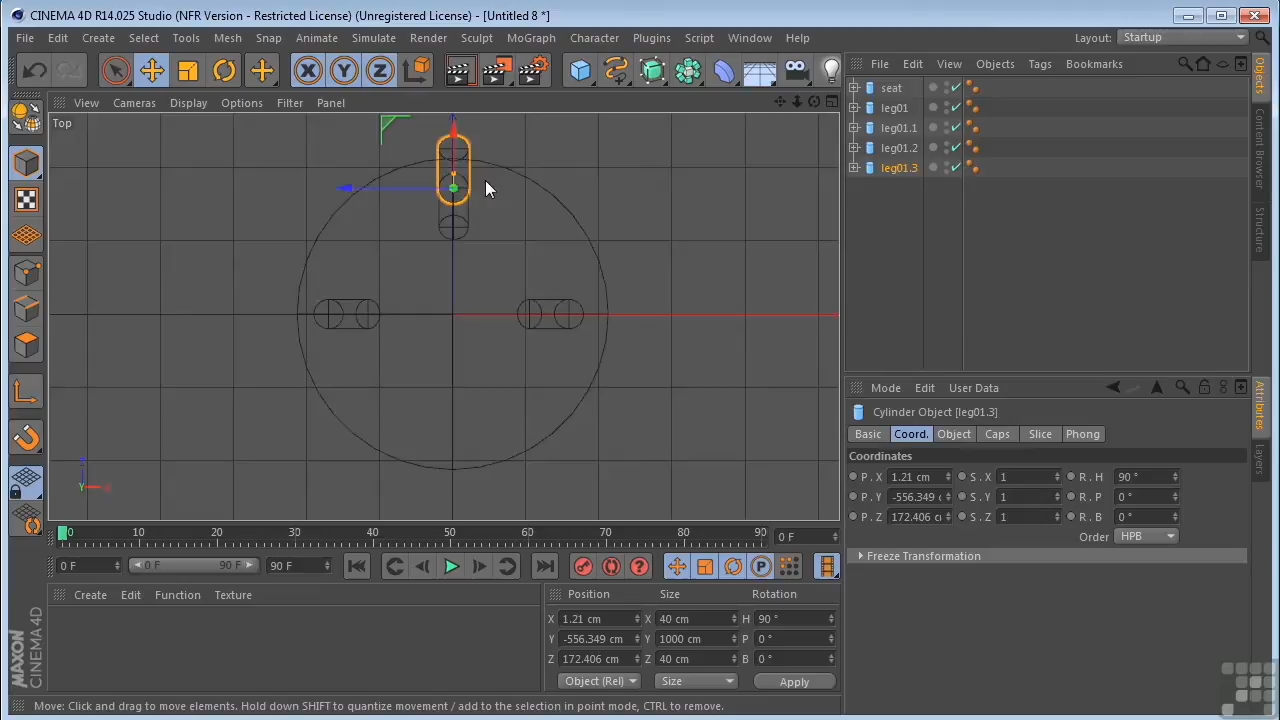 CINEMA 4D R14.025 Studio (NFR Version - Restricted License) (Unregistered License) - [Untitled 8 *]
File Edit Create Select Tools Mesh Snap Animate Simulate Render Sculpt MoGraph Character Plugins Script Window Help Layout: Startup
X Y Z
View Cameras Display Options Filter Panel
Top
File Edit View Objects Tags Bookmarks
seat
leg01
leg01.1
leg01.2
leg01.3
Objects
Content Browser
Structure
Mode Edit User Data
Cylinder Object [leg01.3]
Basic Coord. Object Caps Slice Phong
Coordinates
P . X 1.21 cm S . X 1 R . H 90 °
P . Y -556.349 S . Y 1 R . P 0 °
P . Z 172.406 S . Z 1 R . B 0 °
Order HPB
Freeze Transformation
Attributes
Layers
Y
0 10 20 30 40 50 60 70 80 90 0 F
0 F 0 F 90 F 90 F
Create Edit Function Texture
Position Size Rotation
X 1.21 cm X 40 cm H 90 °
Y -556.349 cm Y 1000 cm P 0 °
Z 172.406 cm Z 40 cm B 0 °
Object (Rel) Size Apply
MAXON CINEMA 4D
Move: Click and drag to move elements. Hold down SHIFT to quantize movement / add to the selection in point mode, CTRL to remove.